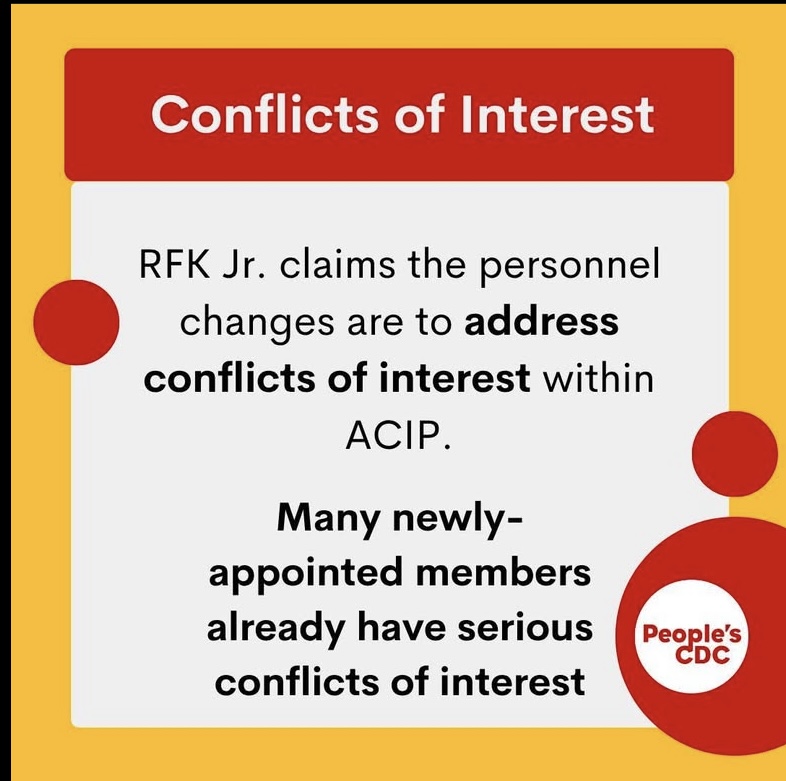 Conflicts of Interest
RFK Jr. claims the personnel
changes are to address
conflicts of interest within
ACIP.
Many newly-
appointed members
already have serious
conflicts of interest
People's
CDC